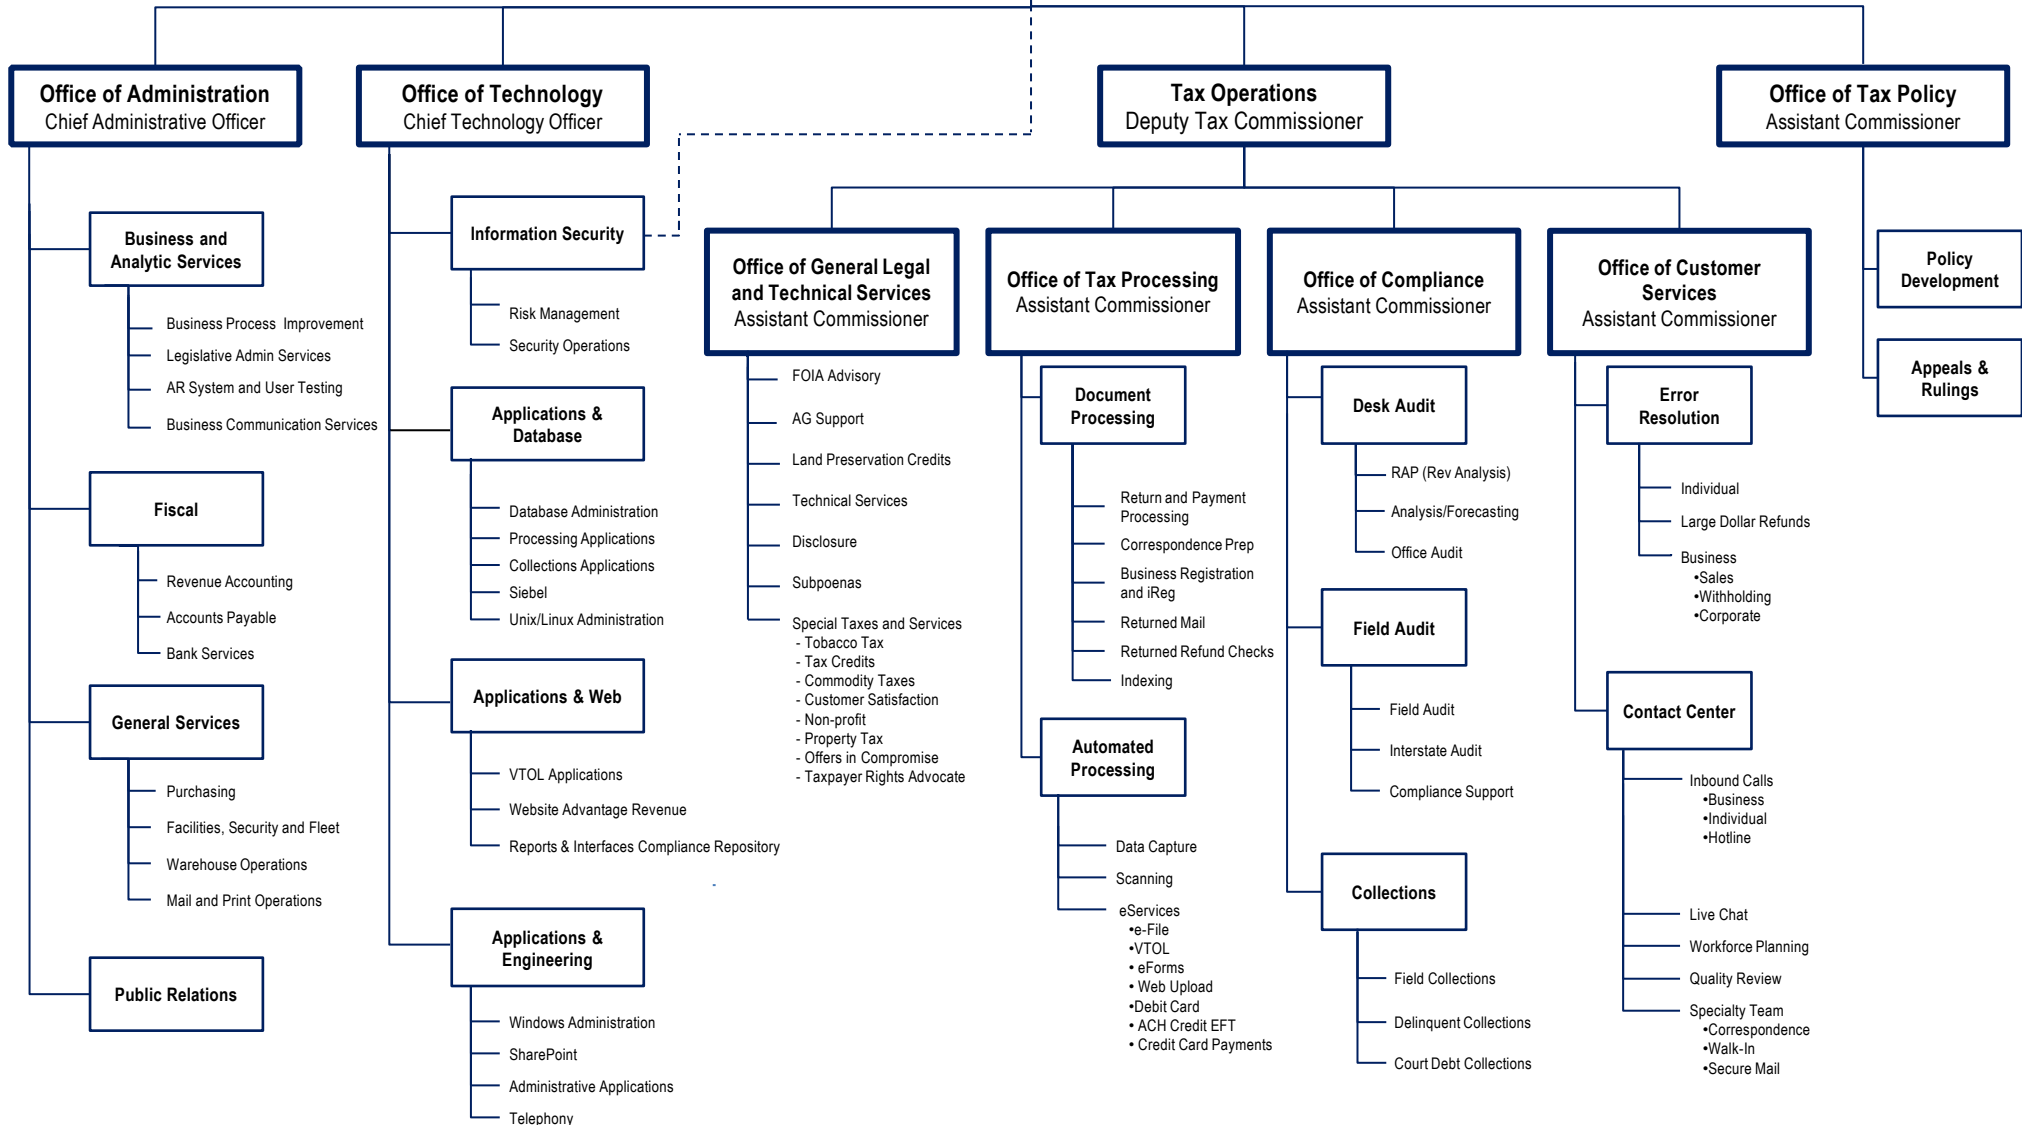 Office of Administration
Chief Administrative Officer
Business and
Analytic Services
Business Process Improvement
Legislative Admin Services
AR System and User Testing
Business Communication Services
Fiscal
Revenue Accounting
Accounts Payable
Bank Services
General Services
Purchasing
Facilities, Security and Fleet
Warehouse Operations
Mail and Print Operations
Public Relations
Office of Technology
Chief Technology Officer
Information Security
Risk Management
Security Operations
Applications &
Database
Database Administration
Processing Applications
Collections Applications
Siebel
Unix/Linux Administration
Applications & Web
VTOL Applications
Website Advantage Revenue
Reports & Interfaces Compliance Repository
Applications &
Engineering
Windows Administration
SharePoint
Administrative Applications
Telephony
Tax Operations
Deputy Tax Commissioner
Office of General Legal
and Technical Services
Assistant Commissioner
FOIA Advisory
AG Support
Land Preservation Credits
Technical Services
Disclosure
Subpoenas
Special Taxes and Services
- Tobacco Tax
- Tax Credits
- Commodity Taxes
- Customer Satisfaction
- Non-profit
- Property Tax
- Offers in Compromise
- Taxpayer Rights Advocate
Office of Tax Processing
Assistant Commissioner
Document
Processing
Return and Payment
Processing
Correspondence Prep
Business Registration
and iReg
Returned Mail
Returned Refund Checks
Indexing
Automated
Processing
Data Capture
Scanning
eServices
•e-File
•VTOL
• eForms
• Web Upload
•Debit Card
• ACH Credit EFT
• Credit Card Payments
Office of Compliance
Assistant Commissioner
Desk Audit
RAP (Rev Analysis)
Analysis/Forecasting
Office Audit
Field Audit
Field Audit
Interstate Audit
Compliance Support
Collections
Field Collections
Delinquent Collections
Court Debt Collections
Office of Customer
Services
Assistant Commissioner
Error
Resolution
Individual
Large Dollar Refunds
Business
•Sales
•Withholding
•Corporate
Contact Center
Inbound Calls
•Business
•Individual
•Hotline
Live Chat
Workforce Planning
Quality Review
Specialty Team
•Correspondence
•Walk-In
•Secure Mail
Office of Tax Policy
Assistant Commissioner
Policy
Development
Appeals &
Rulings